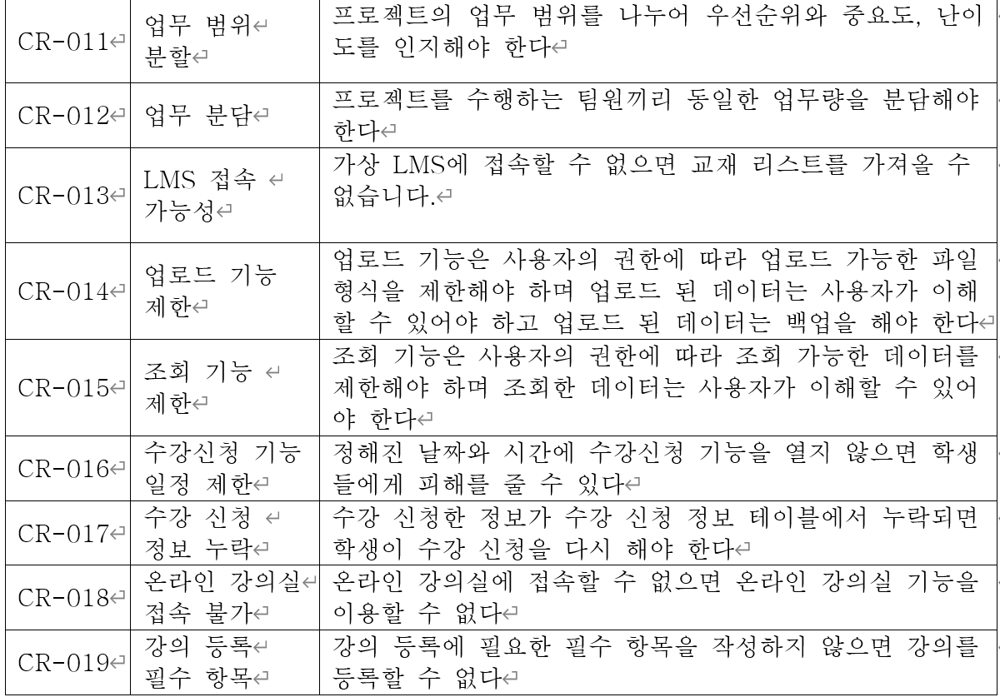 CR-011
업무 범위
분할
프로젝트의 업무 범위를 나누어 우선순위와 중요도, 난이
도를 인지해야 한다
CR-012
업무 분담
프로젝트를 수행하는 팀원끼리 동일한 업무량을 분담해야
한다
CR-013
LMS 접속
가능성
가상 LMS에 접속할 수 없으면 교재 리스트를 가져올 수
없습니다.
CR-014
업로드 기능
제한
업로드 기능은 사용자의 권한에 따라 업로드 가능한 파일
형식을 제한해야 하며 업로드 된 데이터는 사용자가 이해
할 수 있어야 하고 업로드 된 데이터는 백업을 해야 한다
CR-015
조회 기능
제한
조회 기능은 사용자의 권한에 따라 조회 가능한 데이터를
제한해야 하며 조회한 데이터는 사용자가 이해할 수 있어
야 한다
CR-016
수강신청 기능
일정 제한
정해진 날짜와 시간에 수강신청 기능을 열지 않으면 학생
들에게 피해를 줄 수 있다
CR-017
수강 신청
정보 누락
수강 신청한 정보가 수강 신청 정보 테이블에서 누락되면
학생이 수강 신청을 다시 해야 한다
CR-018
온라인 강의실
접속 불가
온라인 강의실에 접속할 수 없으면 온라인 강의실 기능을
이용할 수 없다
CR-019
강의 등록
필수 항목
강의 등록에 필요한 필수 항목을 작성하지 않으면 강의를
등록할 수 없다